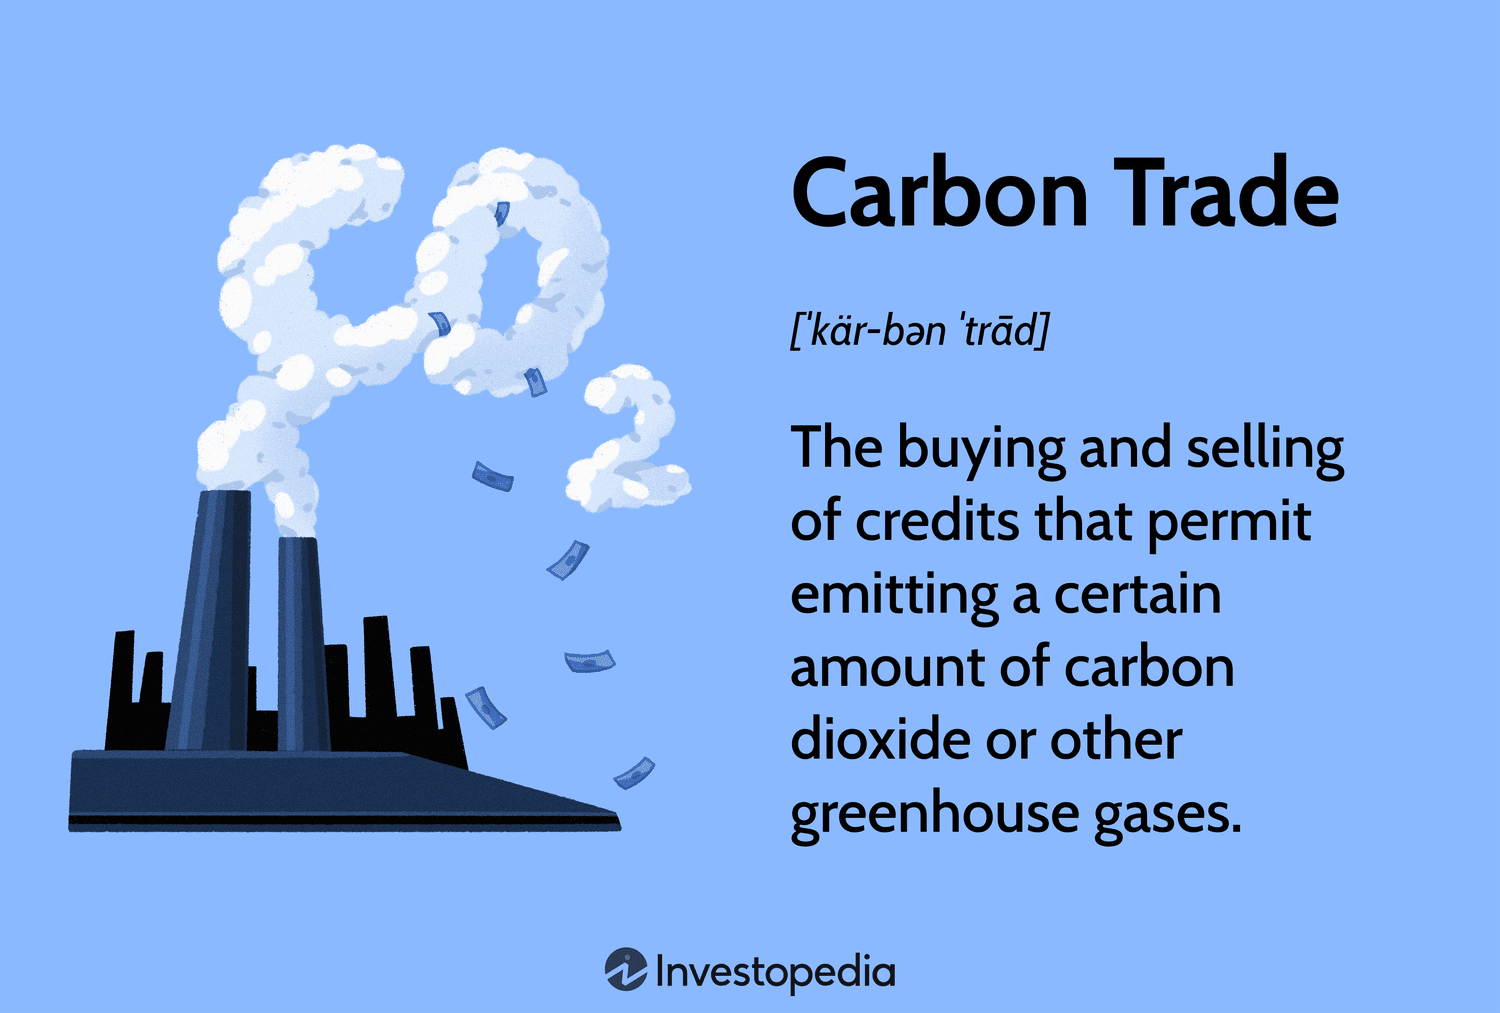 CO2
Carbon Trade
[ˈkär-bən ˈtrād]
The buying and selling
of credits that permit
emitting a certain
amount of carbon
dioxide or other
greenhouse gases.
Investopedia